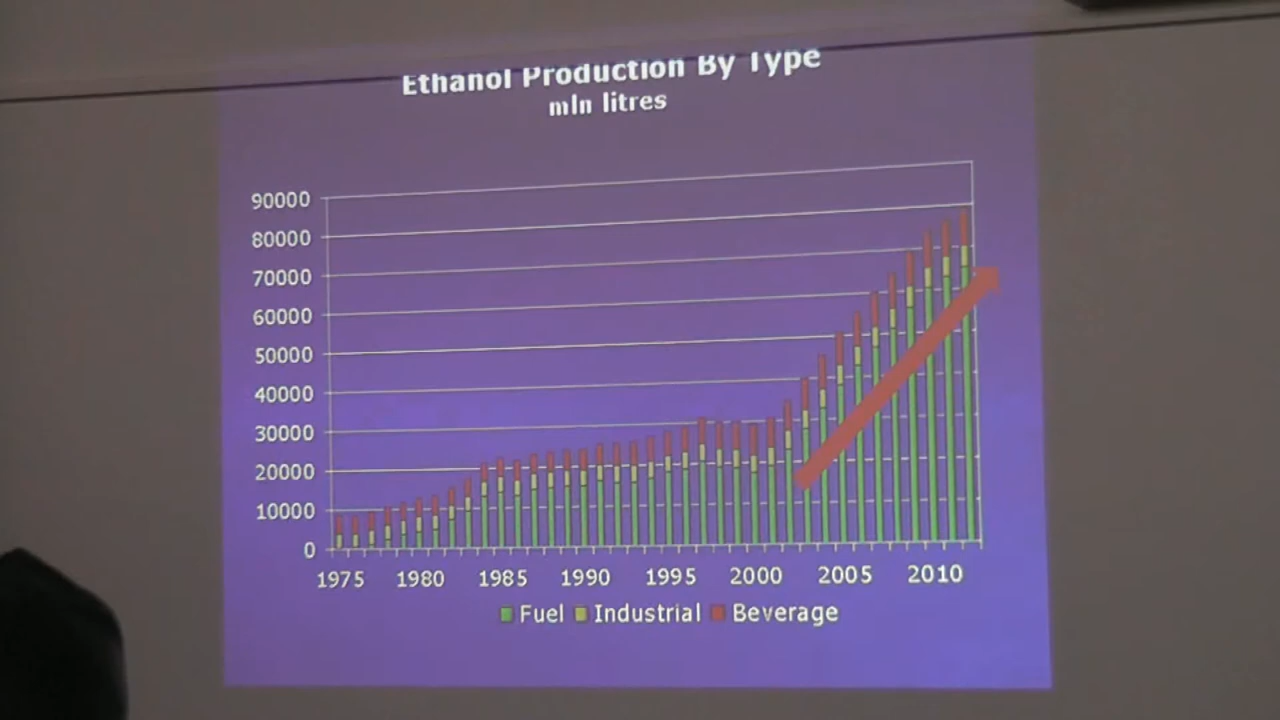 Ethanol Production By Type
mln litres
90000
80000
70000
60000
50000
40000
30000
20000
10000
0
1975 1980 1985 1990 1995 2000 2005 2010
Fuel Industrial Beverage